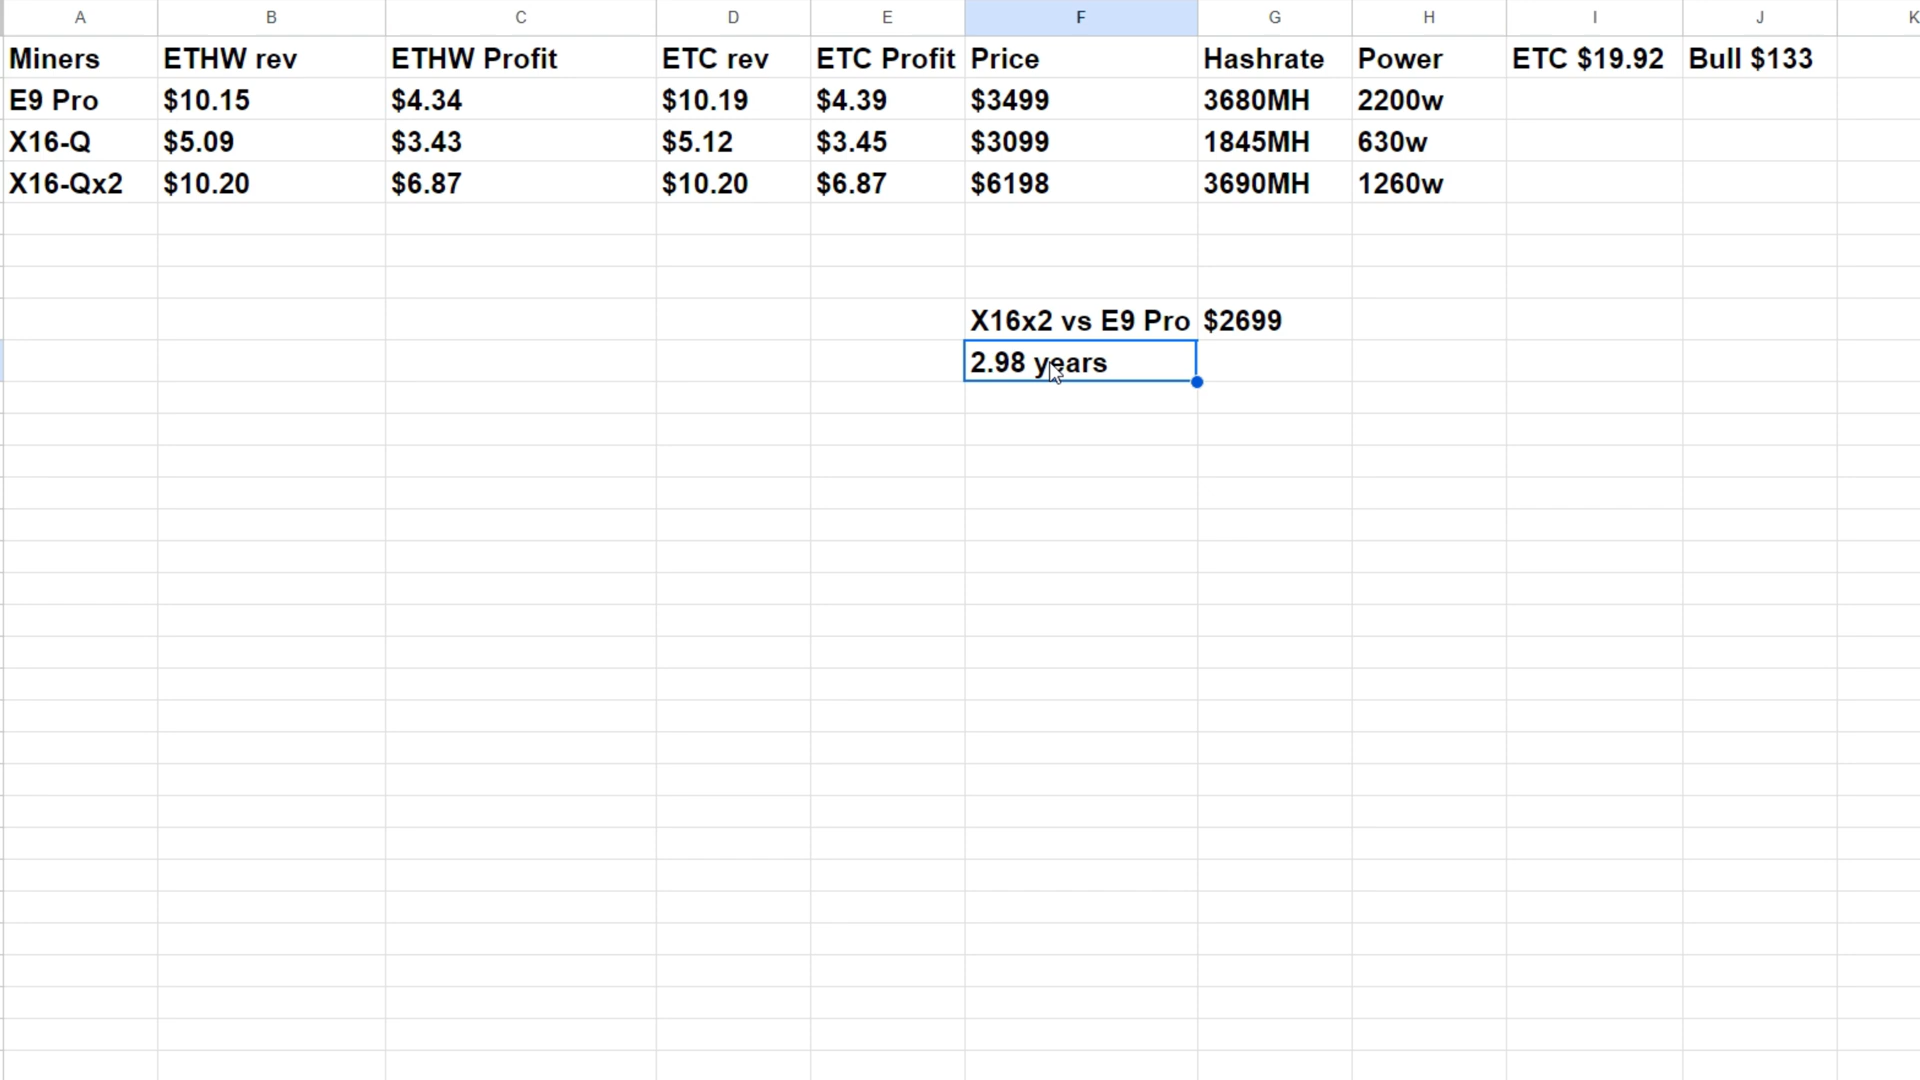 A B C D E F G H I J K
Miners ETHW rev ETHW Profit ETC rev ETC Profit Price Hashrate Power ETC $19.92 Bull $133
E9 Pro $10.15 $4.34 $10.19 $4.39 $3499 3680MH 2200w
X16-Q $5.09 $3.43 $5.12 $3.45 $3099 1845MH 630w
X16-Qx2 $10.20 $6.87 $10.20 $6.87 $6198 3690MH 1260w
X16x2 vs E9 Pro $2699
2.98 years